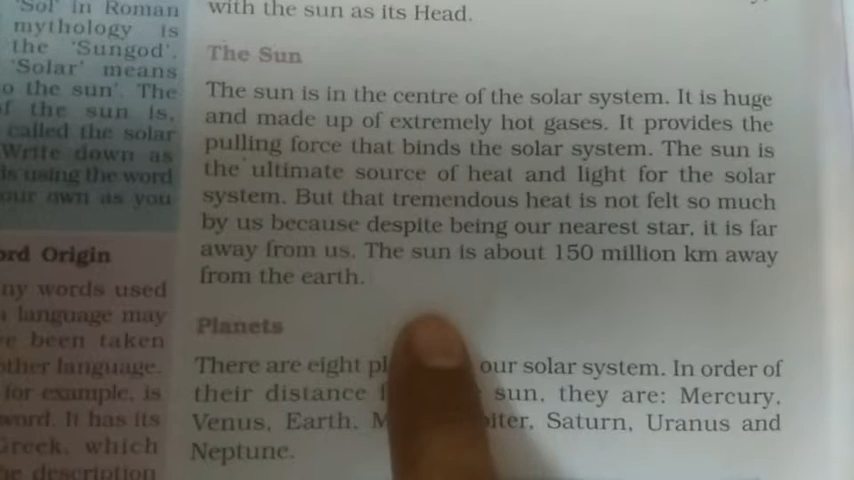 'Sol' in Roman
mythology is
the 'Sungod'.
'Solar' means
o the sun'. The
of the sun is,
called the solar
Write down as
ds using the word
our own as you
ord Origin
ny words used
a language may
e been taken
other language.
for example, is
word. It has its
Greek, which
he description
with the sun as its Head.
The Sun
The sun is in the centre of the solar system. It is huge
and made up of extremely hot gases. It provides the
pulling force that binds the solar system. The sun is
the ultimate source of heat and light for the solar
system. But that tremendous heat is not felt so much
by us because despite being our nearest star, it is far
away from us. The sun is about 150 million km away
from the earth.
Planets
There are eight pl our solar system. In order of
their distance sun, they are: Mercury,
Venus, Earth, M iter, Saturn, Uranus and
Neptune.